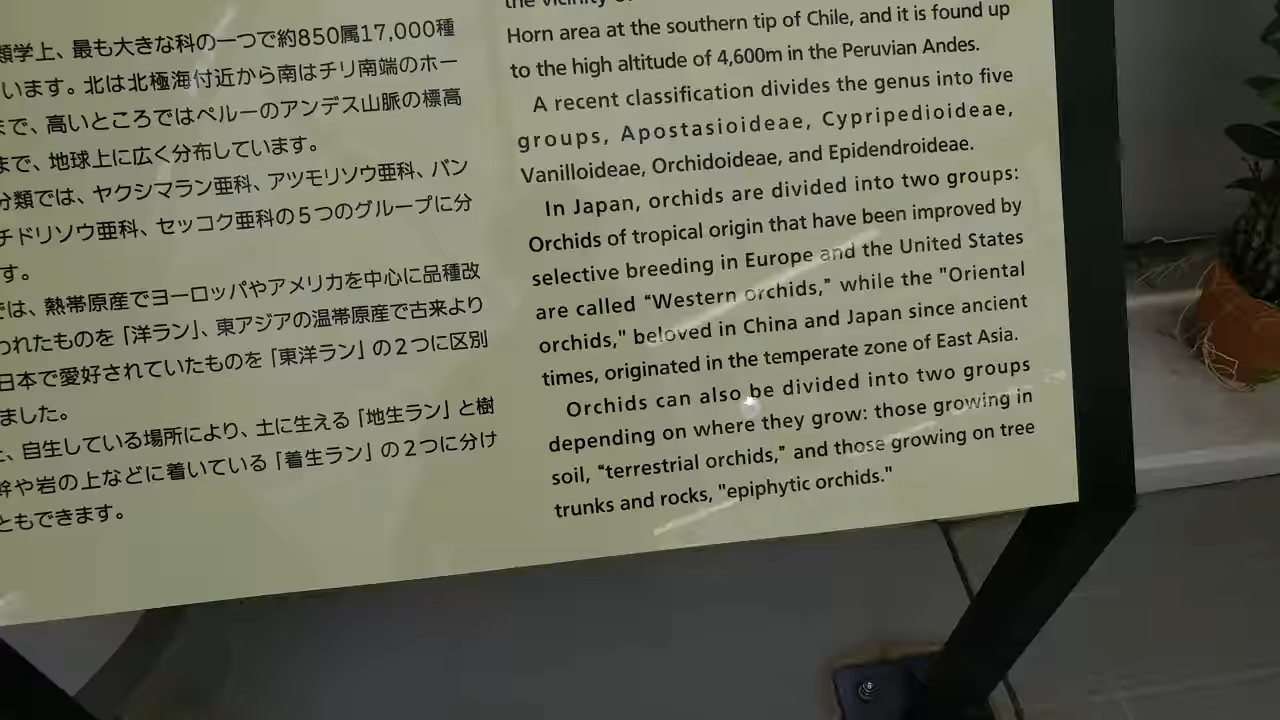 類学上、最も大きな科の一つで約850属17,000種
います。北は北極海付近から南はチリ南端のホー
まで、高いところではペルーのアンデス山脈の標高
まで、地球上に広く分布しています。
分類では、ヤクシマラン亜科、アツモリソウ亜科、バン
チドリソウ亜科、セッコク亜科の5つのグループに分
す。
では、熱帯原産でヨーロッパやアメリカを中心に品種改
われたものを「洋ラン」、東アジアの温帯原産で古来より
日本で愛好されていたものを「東洋ラン」の2つに区別
ました。
、自生している場所により、土に生える「地生ラン」と樹
幹や岩の上などに着いている「着生ラン」の2つに分け
ともできます。
the vicinity
Horn area at the southern tip of Chile, and it is found up
to the high altitude of 4,600m in the Peruvian Andes.
A recent classification divides the genus into five
groups, Apostasioideae, Cypripedioideae,
Vanilloideae, Orchidoideae, and Epidendroideae.
In Japan, orchids are divided into two groups:
Orchids of tropical origin that have been improved by
selective breeding in Europe and the United States
are called “Western orchids,” while the "Oriental
orchids," beloved in China and Japan since ancient
times, originated in the temperate zone of East Asia.
Orchids can also be divided into two groups
depending on where they grow: those growing in
soil, “terrestrial orchids,” and those growing on tree
trunks and rocks, "epiphytic orchids."